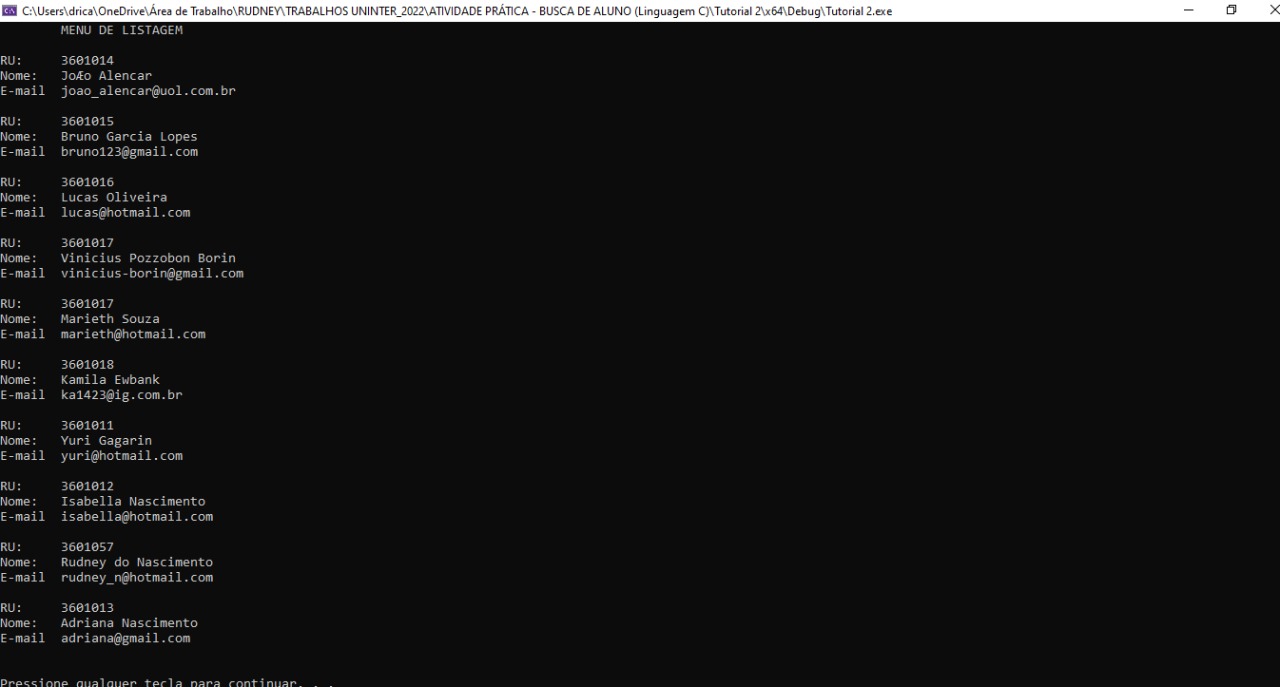 C:\Users\drica\OneDrive\Área de Trabalho\RUDNEY\TRABALHOS UNINTER_2022\ATIVIDADE PRÁTICA - BUSCA DE ALUNO (Linguagem C)\Tutorial 2\x64\Debug\Tutorial 2.exe
MENU DE LISTAGEM
RU: 3601014
Nome: JoÆo Alencar
E-mail joao_alencar@uol.com.br
RU: 3601015
Nome: Bruno Garcia Lopes
E-mail bruno123@gmail.com
RU: 3601016
Nome: Lucas Oliveira
E-mail lucas@hotmail.com
RU: 3601017
Nome: Vinicius Pozzobon Borin
E-mail vinicius-borin@gmail.com
RU: 3601017
Nome: Marieth Souza
E-mail marieth@hotmail.com
RU: 3601018
Nome: Kamila Ewbank
E-mail ka1423@ig.com.br
RU: 3601011
Nome: Yuri Gagarin
E-mail yuri@hotmail.com
RU: 3601012
Nome: Isabella Nascimento
E-mail isabella@hotmail.com
RU: 3601057
Nome: Rudney do Nascimento
E-mail rudney_n@hotmail.com
RU: 3601013
Nome: Adriana Nascimento
E-mail adriana@gmail.com
Pressione qualquer tecla para continuar. . .